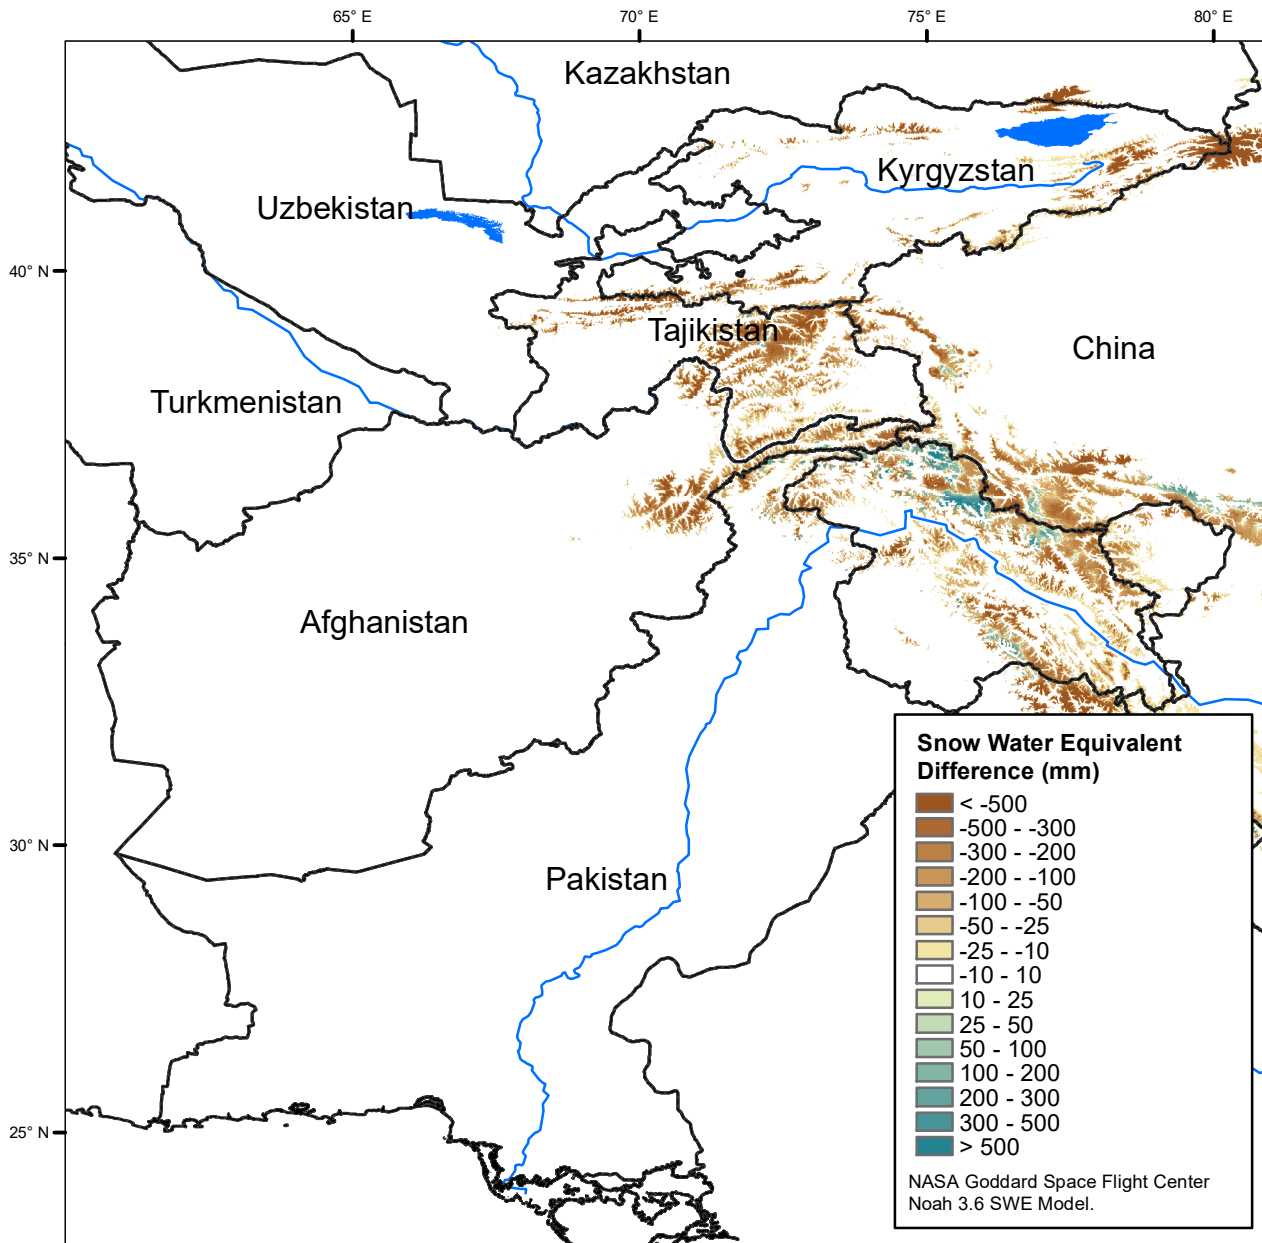 65° E
70° E
75° E
80° E
Kazakhstan
Kyrgyzstan
Uzbekistan
40° N
Tajikistan
China
Turkmenistan
35° N
Afghanistan
Snow Water Equivalent
Difference (mm)
< -500
-500 - -300
-300 - -200
-200 - -100
-100 - -50
-50 - -25
-25 - -10
-10 - 10
10 - 25
25 - 50
50 - 100
100 - 200
200 - 300
300 - 500
> 500
30° N
Pakistan
25° N
NASA Goddard Space Flight Center
Noah 3.6 SWE Model.